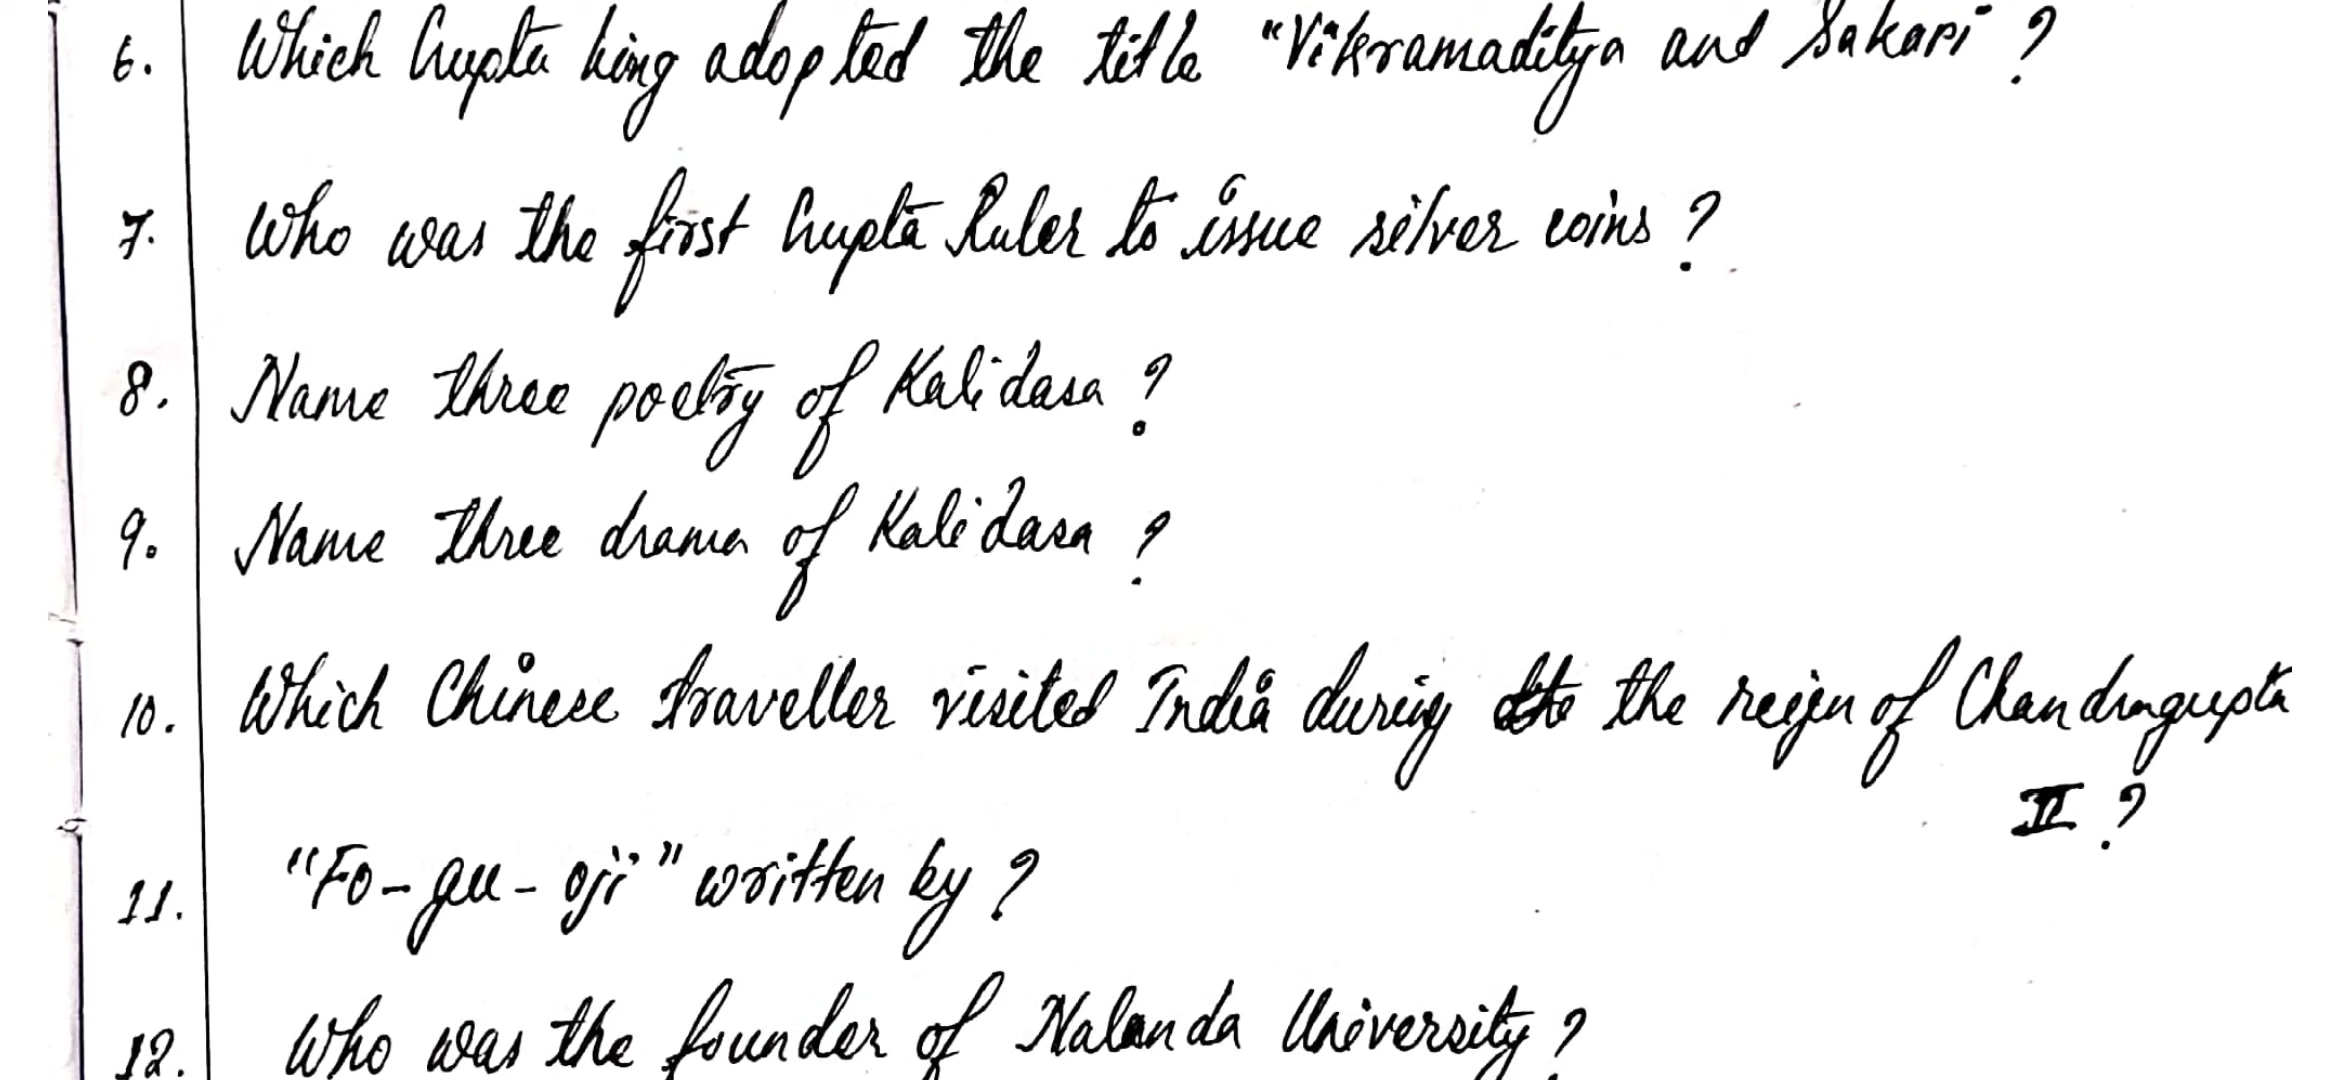 6. Which Gupta king adopted the title "Vikramaditya and Sakari" ?
7. Who was the first Gupta Ruler to issue silver coins ?
8. Name three poetry of Kalidasa ?
9. Name three drama of Kalidasa ?
10. Which Chinese traveller visited India during the reign of Chandragupta
II ?
11. "Fo-gu-oji" written by ?
12. Who was the founder of Nalanda University ?